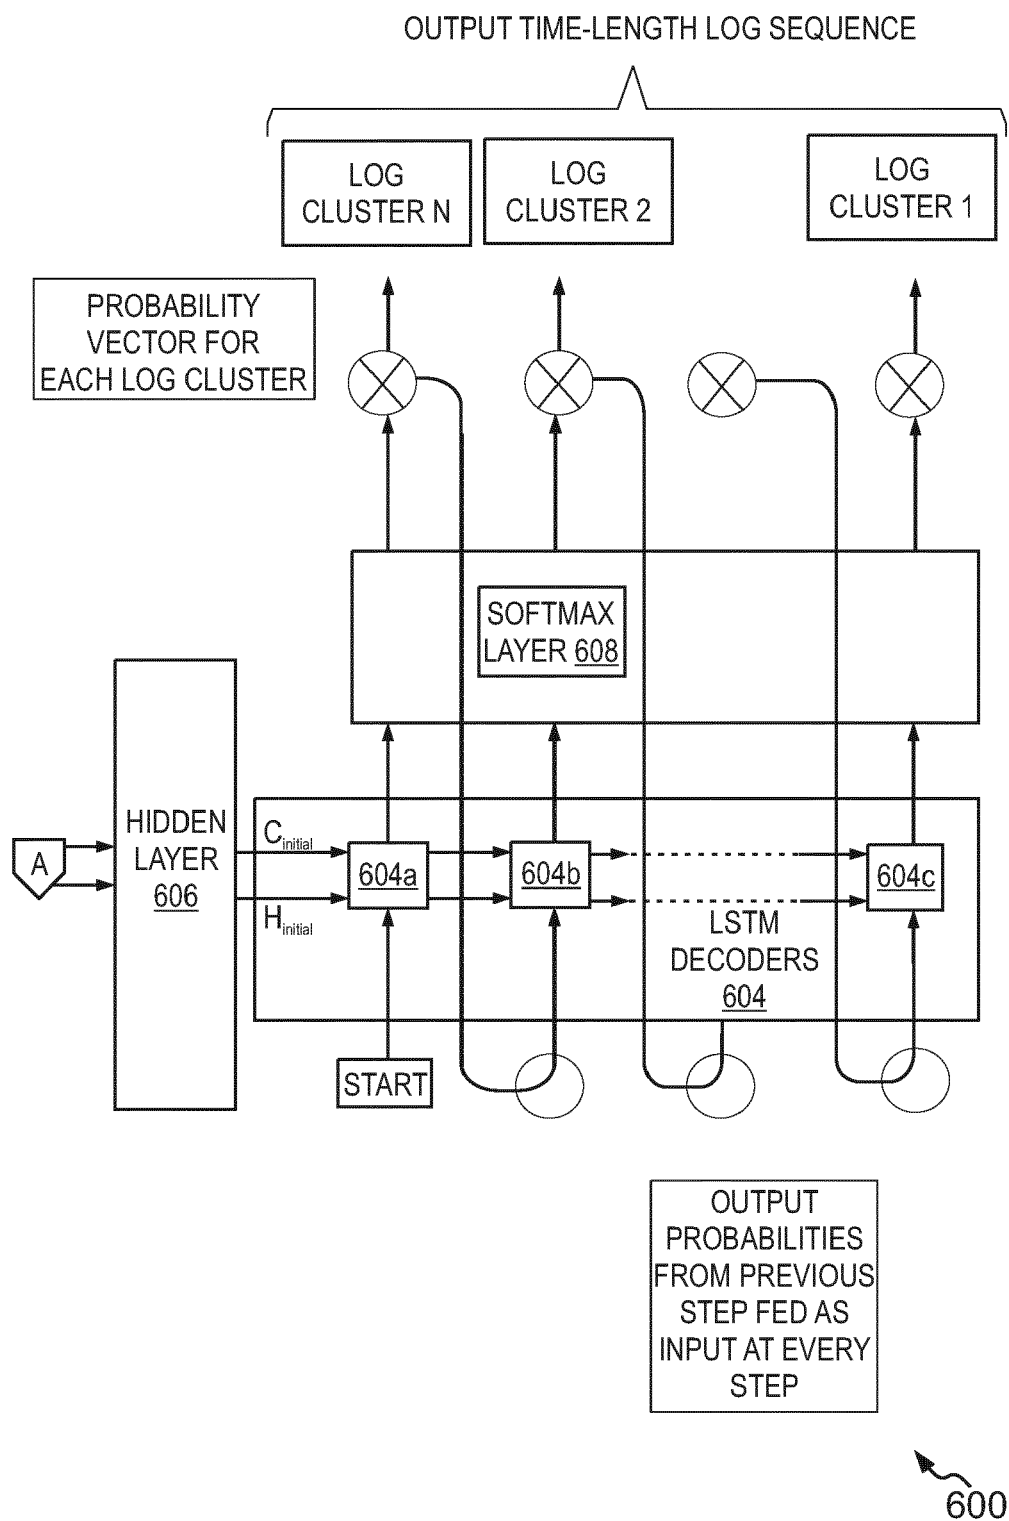 OUTPUT TIME-LENGTH LOG SEQUENCE
LOG
CLUSTER N
LOG
CLUSTER 2
LOG
CLUSTER 1
PROBABILITY
VECTOR FOR
EACH LOG CLUSTER
SOFTMAX
LAYER 608
HIDDEN
LAYER
606
A
Cinitial
Hinitial
604a
604b
604c
LSTM
DECODERS
604
START
OUTPUT
PROBABILITIES
FROM PREVIOUS
STEP FED AS
INPUT AT EVERY
STEP
600